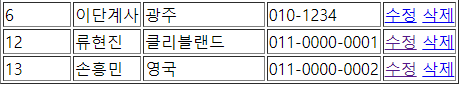 6 이단계사 광주 010-1234 수정 삭제
12 류현진 클리블랜드 011-0000-0001 수정 삭제
13 손흥민 영국 011-0000-0002 수정 삭제